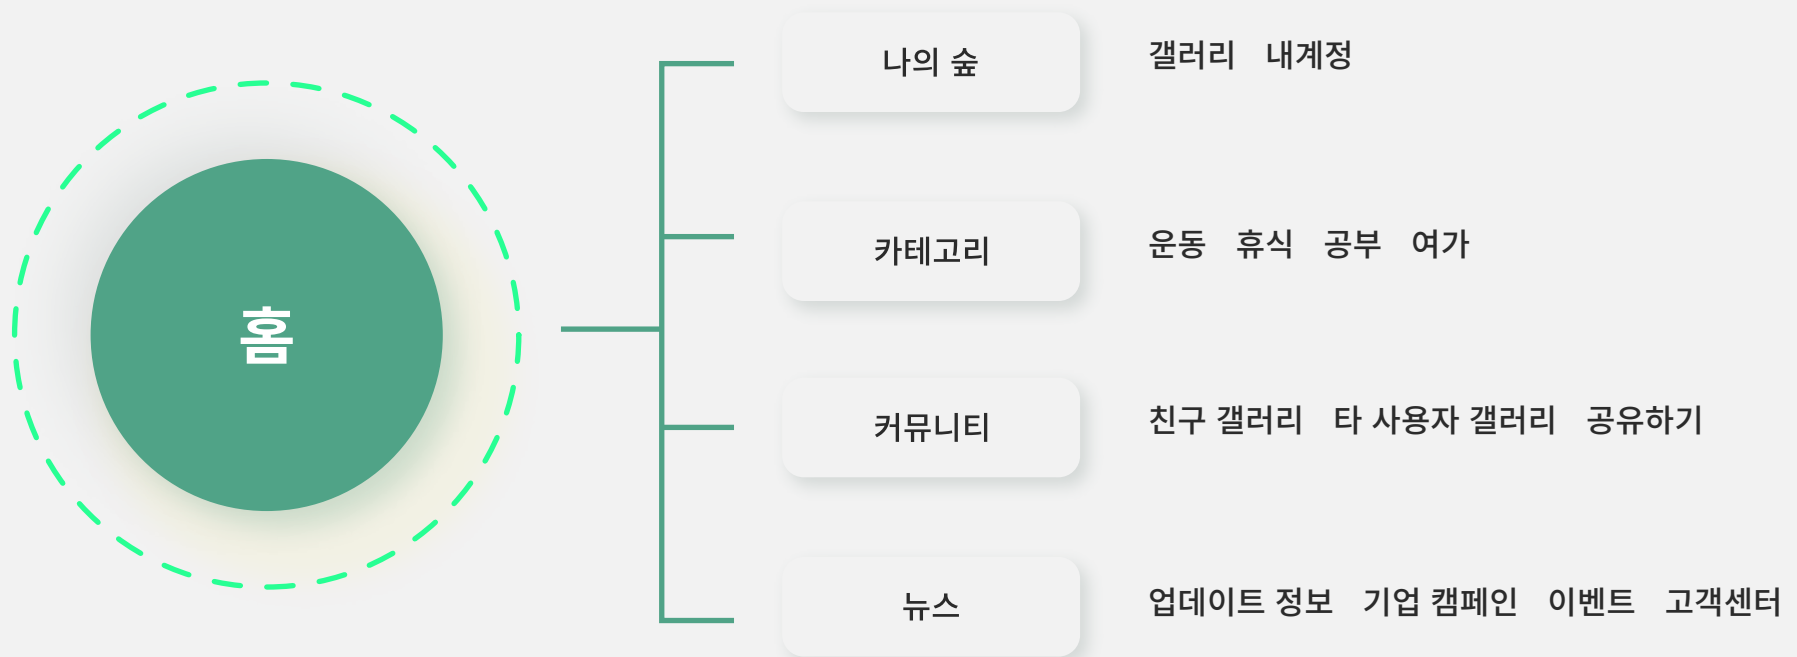 홈
나의 숲
갤러리 내계정
카테고리
운동 휴식 공부 여가
커뮤니티
친구 갤러리 타 사용자 갤러리 공유하기
뉴스
업데이트 정보 기업 캠페인 이벤트 고객센터